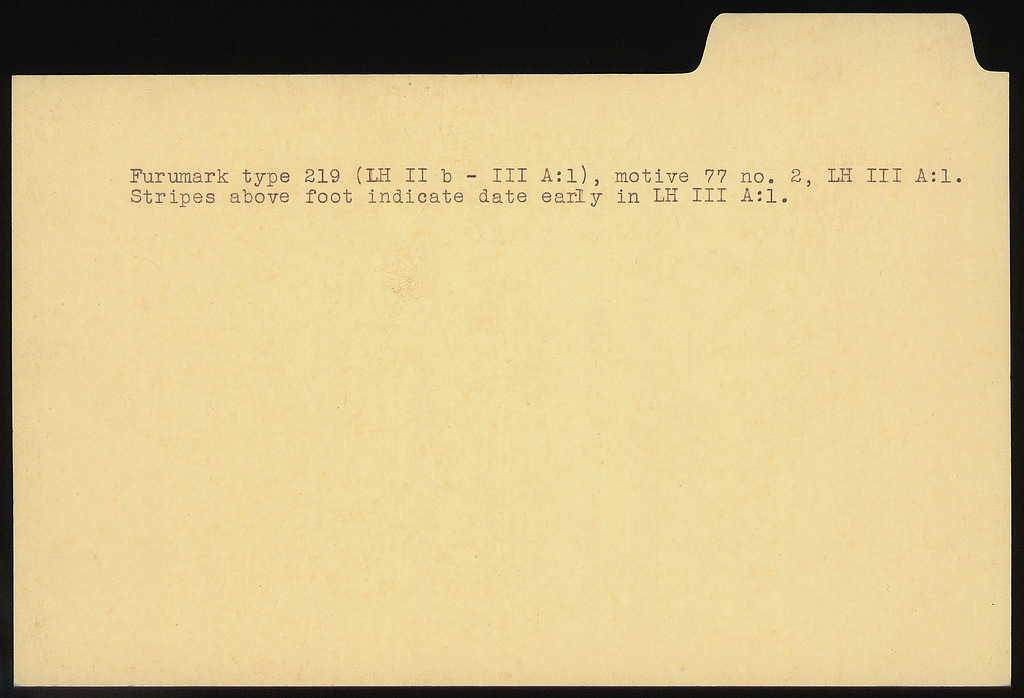 Furumark type 219 (LH II b - III A:1), motive 77 no. 2, LH III A:1.
Stripes above foot indicate date early in LH III A:1.